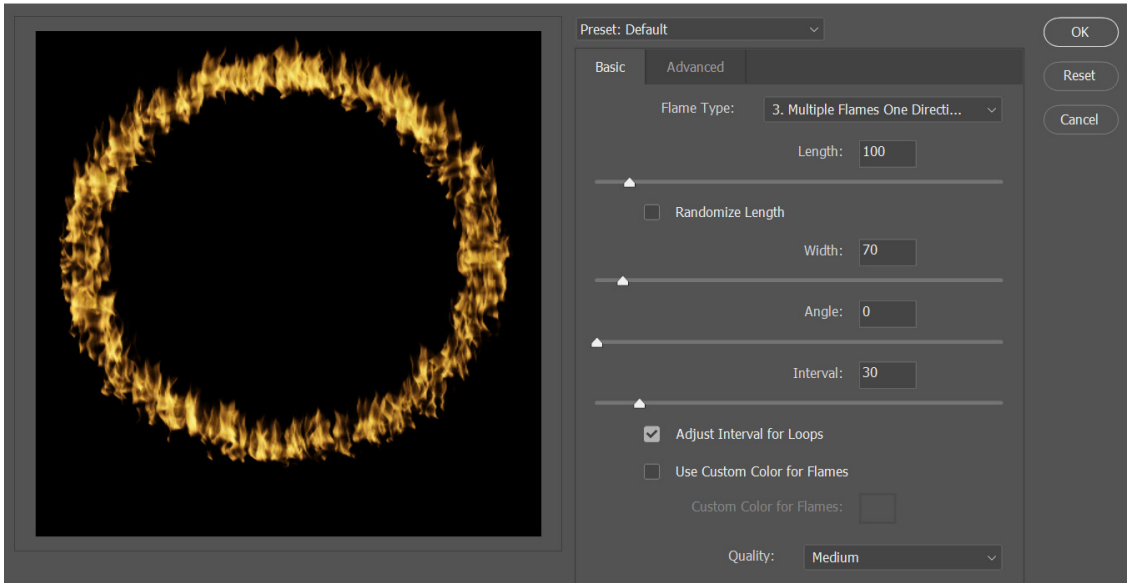 Preset: Default
OK
Basic Advanced
Reset
Flame Type: 3. Multiple Flames One Directi...
Cancel
Length: 100
Randomize Length
Width: 70
Angle: 0
Interval: 30
Adjust Interval for Loops
Use Custom Color for Flames
Custom Color for Flames:
Quality: Medium